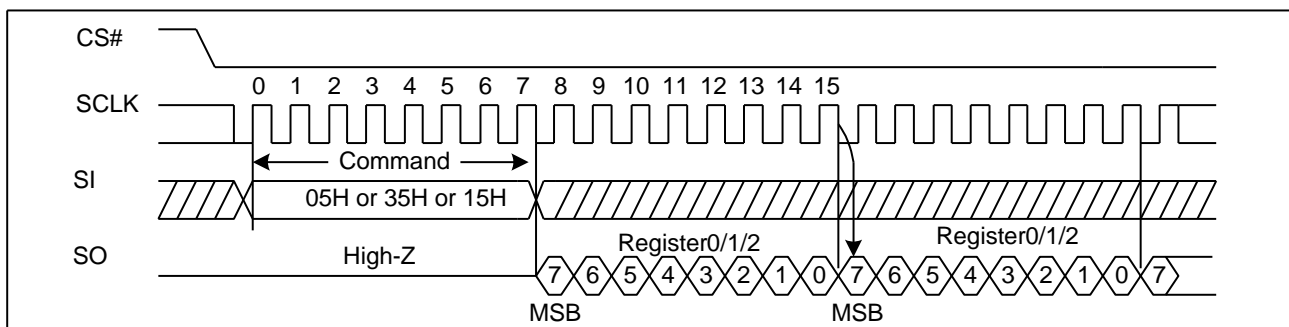 CS#
0 1 2 3 4 5 6 7 8 9 10 11 12 13 14 15
SCLK
Command
SI
05H or 35H or 15H
Register0/1/2 Register0/1/2
SO
High-Z
7 6 5 4 3 2 1 0 7 6 5 4 3 2 1 0 7
MSB MSB